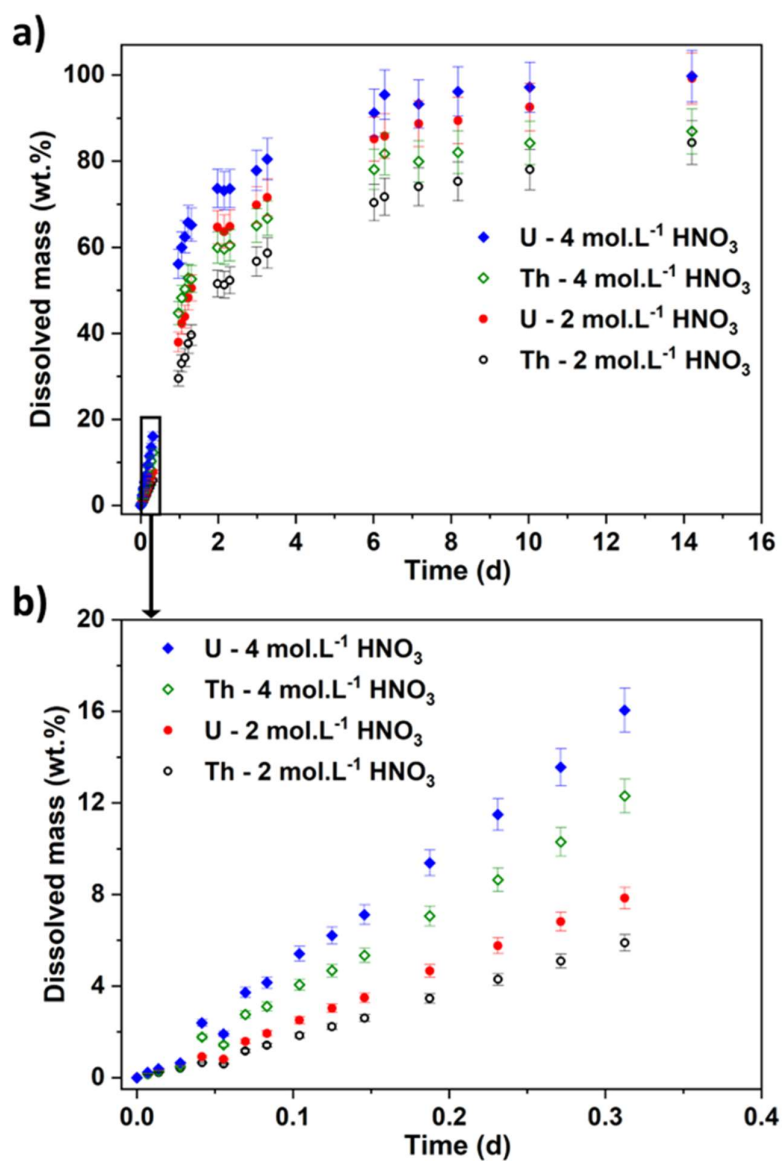 a)
Dissolved mass (wt.%)
100
80
60
40
20
0
U - 4 mol.L⁻¹ HNO₃
Th - 4 mol.L⁻¹ HNO₃
U - 2 mol.L⁻¹ HNO₃
Th - 2 mol.L⁻¹ HNO₃
0 2 4 6 8 10 12 14 16
Time (d)
b)
Dissolved mass (wt.%)
20
16
12
8
4
0
U - 4 mol.L⁻¹ HNO₃
Th - 4 mol.L⁻¹ HNO₃
U - 2 mol.L⁻¹ HNO₃
Th - 2 mol.L⁻¹ HNO₃
0.0 0.1 0.2 0.3 0.4
Time (d)